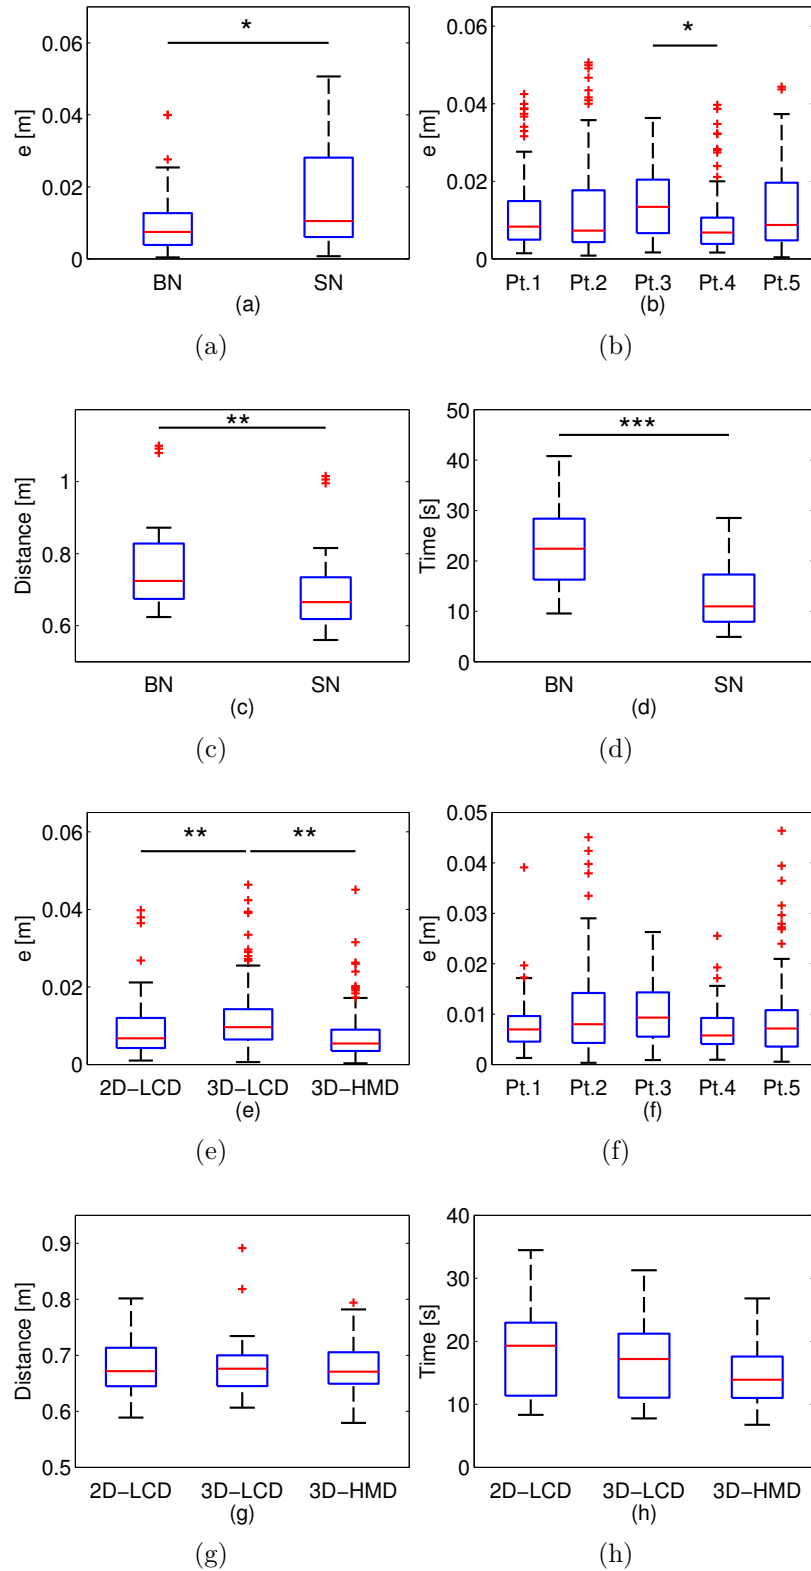 0.06
0.04
0.02
0
e [m]
*
BN SN
(a)
(a)
0.06
0.04
0.02
0
e [m]
*
Pt.1 Pt.2 Pt.3 Pt.4 Pt.5
(b)
(b)
1
0.8
0.6
Distance [m]
**
BN SN
(c)
(c)
50
40
30
20
10
0
Time [s]
***
BN SN
(d)
(d)
0.06
0.04
0.02
0
e [m]
** **
2D-LCD 3D-LCD 3D-HMD
(e)
(e)
0.05
0.04
0.03
0.02
0.01
0
e [m]
Pt.1 Pt.2 Pt.3 Pt.4 Pt.5
(f)
(f)
0.9
0.8
0.7
0.6
0.5
Distance [m]
2D-LCD 3D-LCD 3D-HMD
(g)
(g)
40
30
20
10
0
Time [s]
2D-LCD 3D-LCD 3D-HMD
(h)
(h)